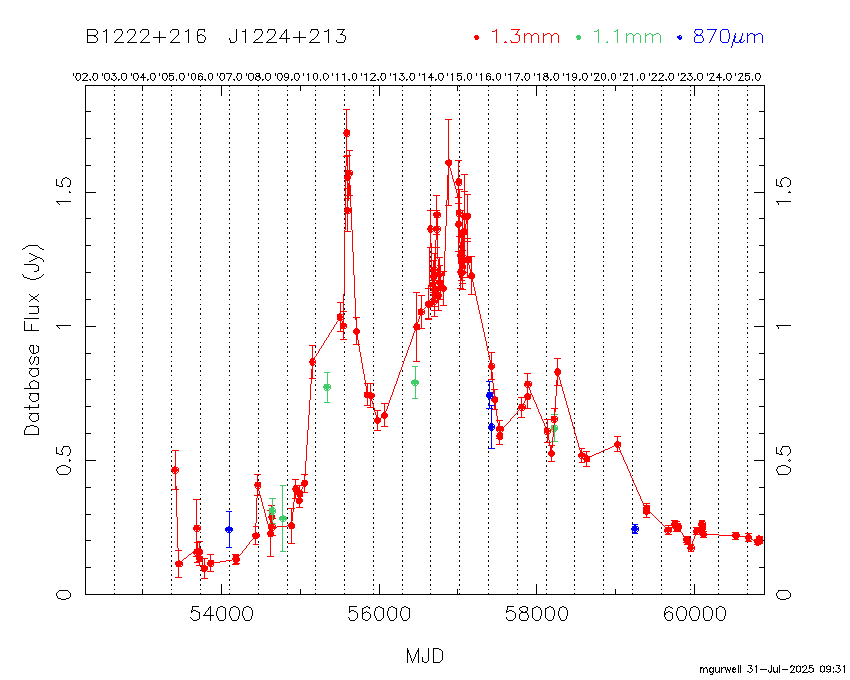 B1222+216 J1224+213 1.3mm 1.1mm 870μm
'02.0 '03.0 '04.0 '05.0 '06.0 '07.0 '08.0 '09.0 '10.0 '11.0 '12.0 '13.0 '14.0 '15.0 '16.0 '17.0 '18.0 '19.0 '20.0 '21.0 '22.0 '23.0 '24.0 '25.0
1.5 1.5
1 1
Database Flux (Jy)
0.5 0.5
0 0
54000 56000 58000 60000
MJD
mgurwell 31-Jul-2025 09:31